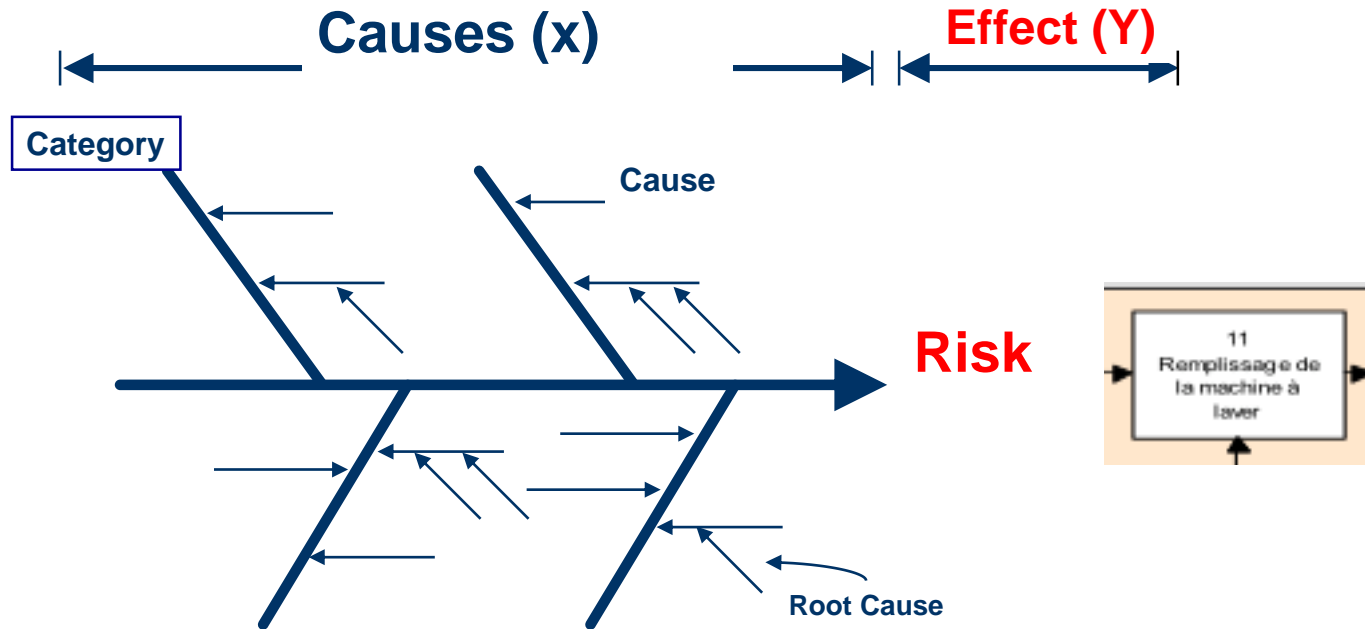 Causes (x)
Effect (Y)
Category
Cause
Risk
11
Remplissage de
la machine à
laver
Root Cause